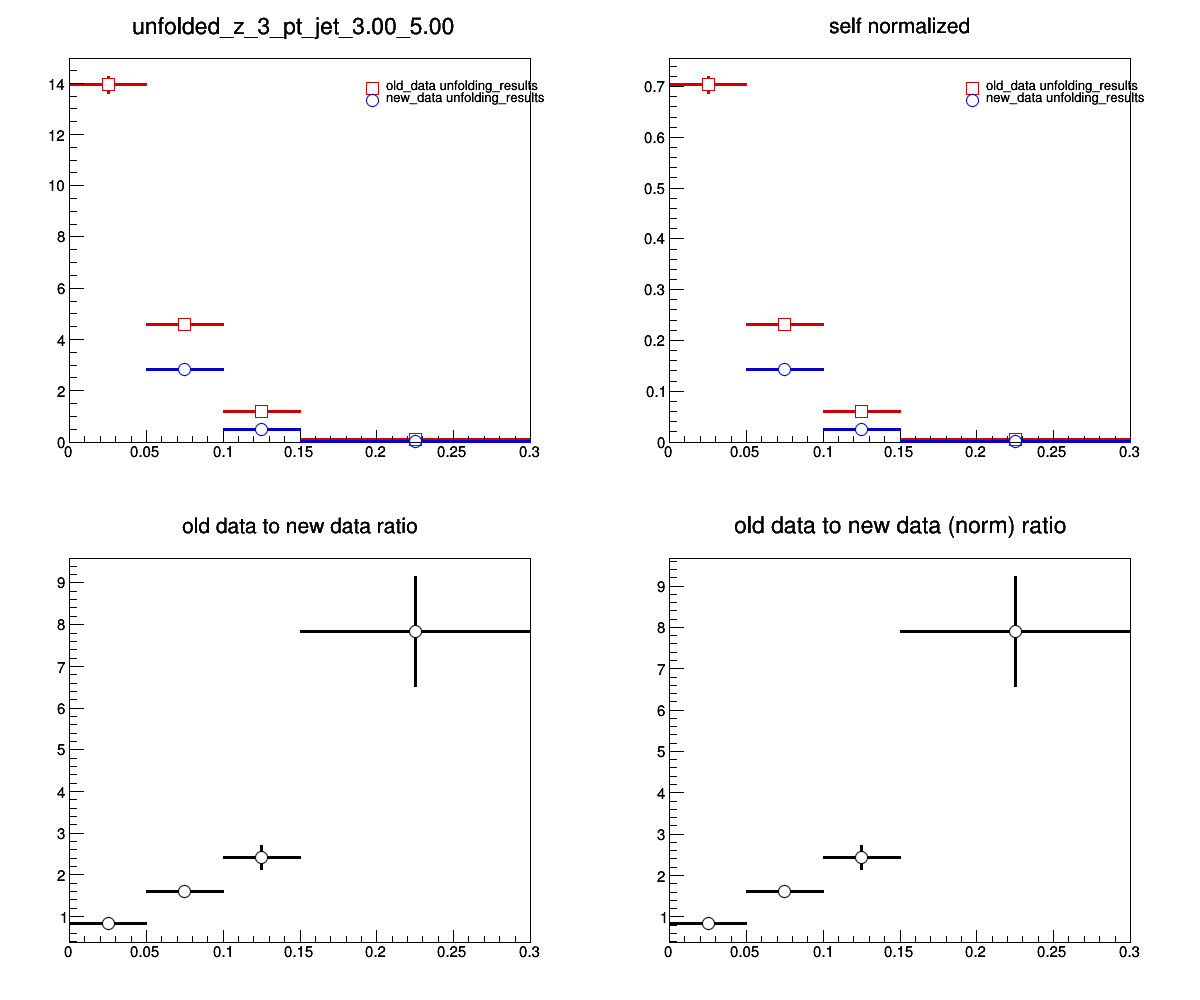 unfolded_z_3_pt_jet_3.00_5.00
old_data unfolding_results
new_data unfolding_results
14
12
10
8
6
4
2
0
0 0.05 0.1 0.15 0.2 0.25 0.3
self normalized
old_data unfolding_results
new_data unfolding_results
0.7
0.6
0.5
0.4
0.3
0.2
0.1
0
0 0.05 0.1 0.15 0.2 0.25 0.3
old data to new data ratio
9
8
7
6
5
4
3
2
1
0 0.05 0.1 0.15 0.2 0.25 0.3
old data to new data (norm) ratio
9
8
7
6
5
4
3
2
1
0 0.05 0.1 0.15 0.2 0.25 0.3